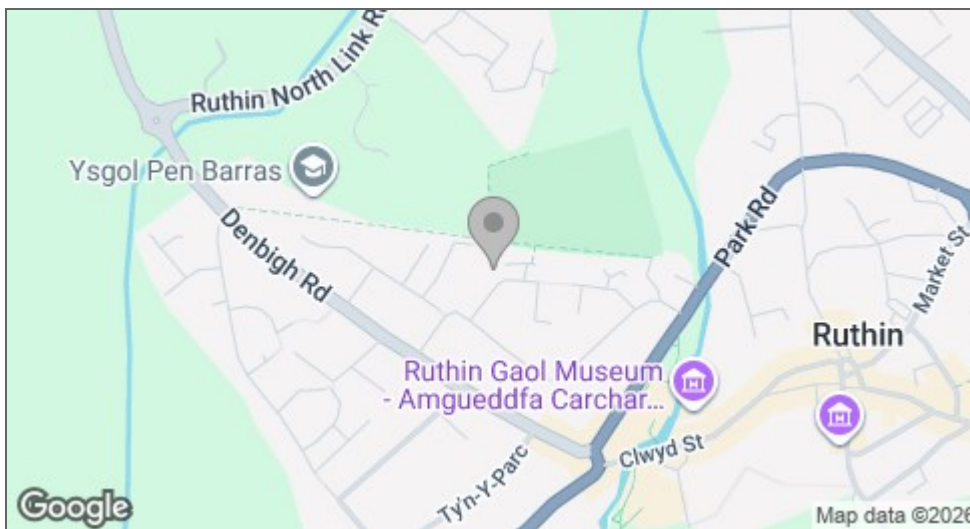 Ruthin North Link Rd
Ysgol Pen Barras
Denbigh Rd
Park Rd
Market St
Ruthin
Ruthin Gaol Museum
- Amgueddfa Carchar...
Clwyd St
Ty'n-Y-Parc
Google
Map data ©2026